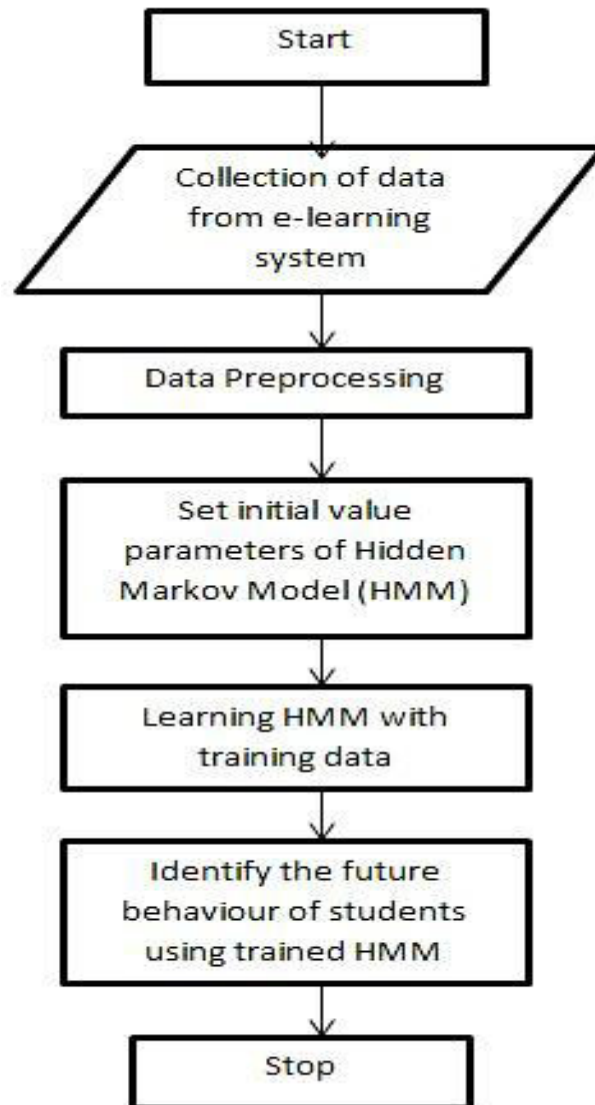 Start
Collection of data
from e-learning
system
Data Preprocessing
Set initial value
parameters of Hidden
Markov Model (HMM)
Learning HMM with
training data
Identify the future
behaviour of students
using trained HMM
Stop